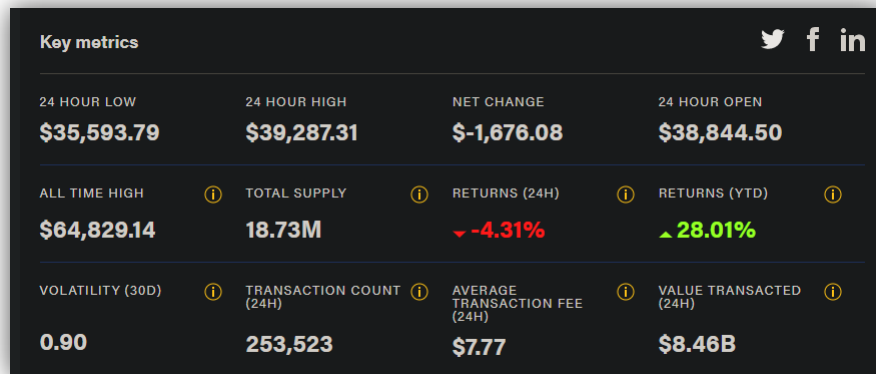 Key metrics
24 HOUR LOW
24 HOUR HIGH
NET CHANGE
24 HOUR OPEN
$35,593.79
$39,287.31
$-1,676.08
$38,844.50
ALL TIME HIGH
TOTAL SUPPLY
RETURNS (24H)
RETURNS (YTD)
$64,829.14
18.73M
-4.31%
28.01%
VOLATILITY (30D)
TRANSACTION COUNT
(24H)
AVERAGE
TRANSACTION FEE
(24H)
VALUE TRANSACTED
(24H)
0.90
253,523
$7.77
$8.46B